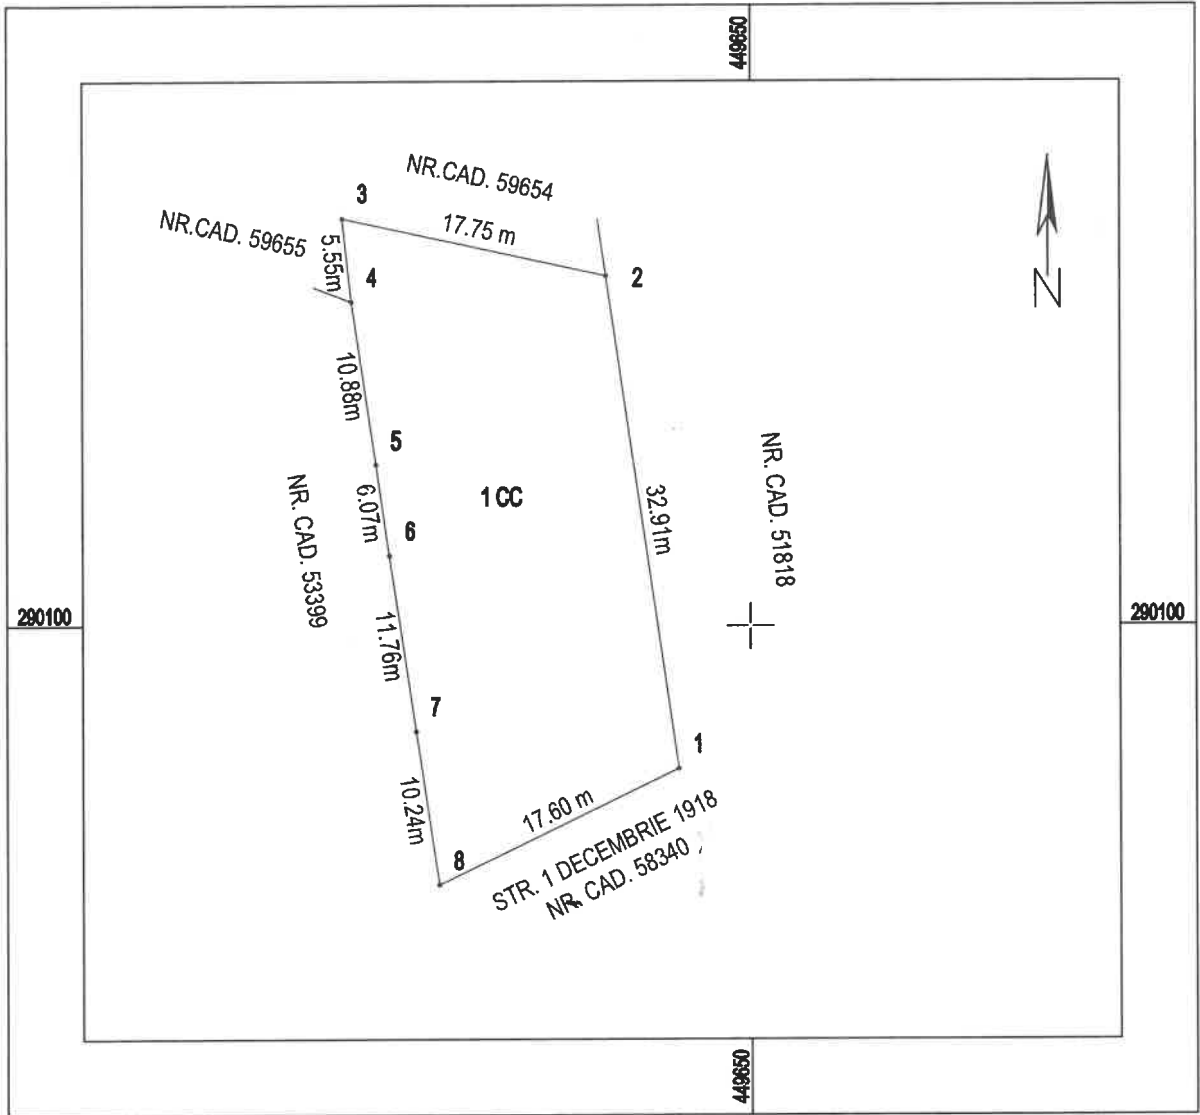 449650
NR.CAD. 59654
3
NR.CAD. 59655
17.75 m
5.55m
4
2
N
10.88m
5
NR. CAD. 51818
NR. CAD. 53399
6.07m
1 CC
32.91m
6
290100
290100
11.76m
7
1
10.24m
17.60 m
8
STR. 1 DECEMBRIE 1918
NR. CAD. 58340
449650